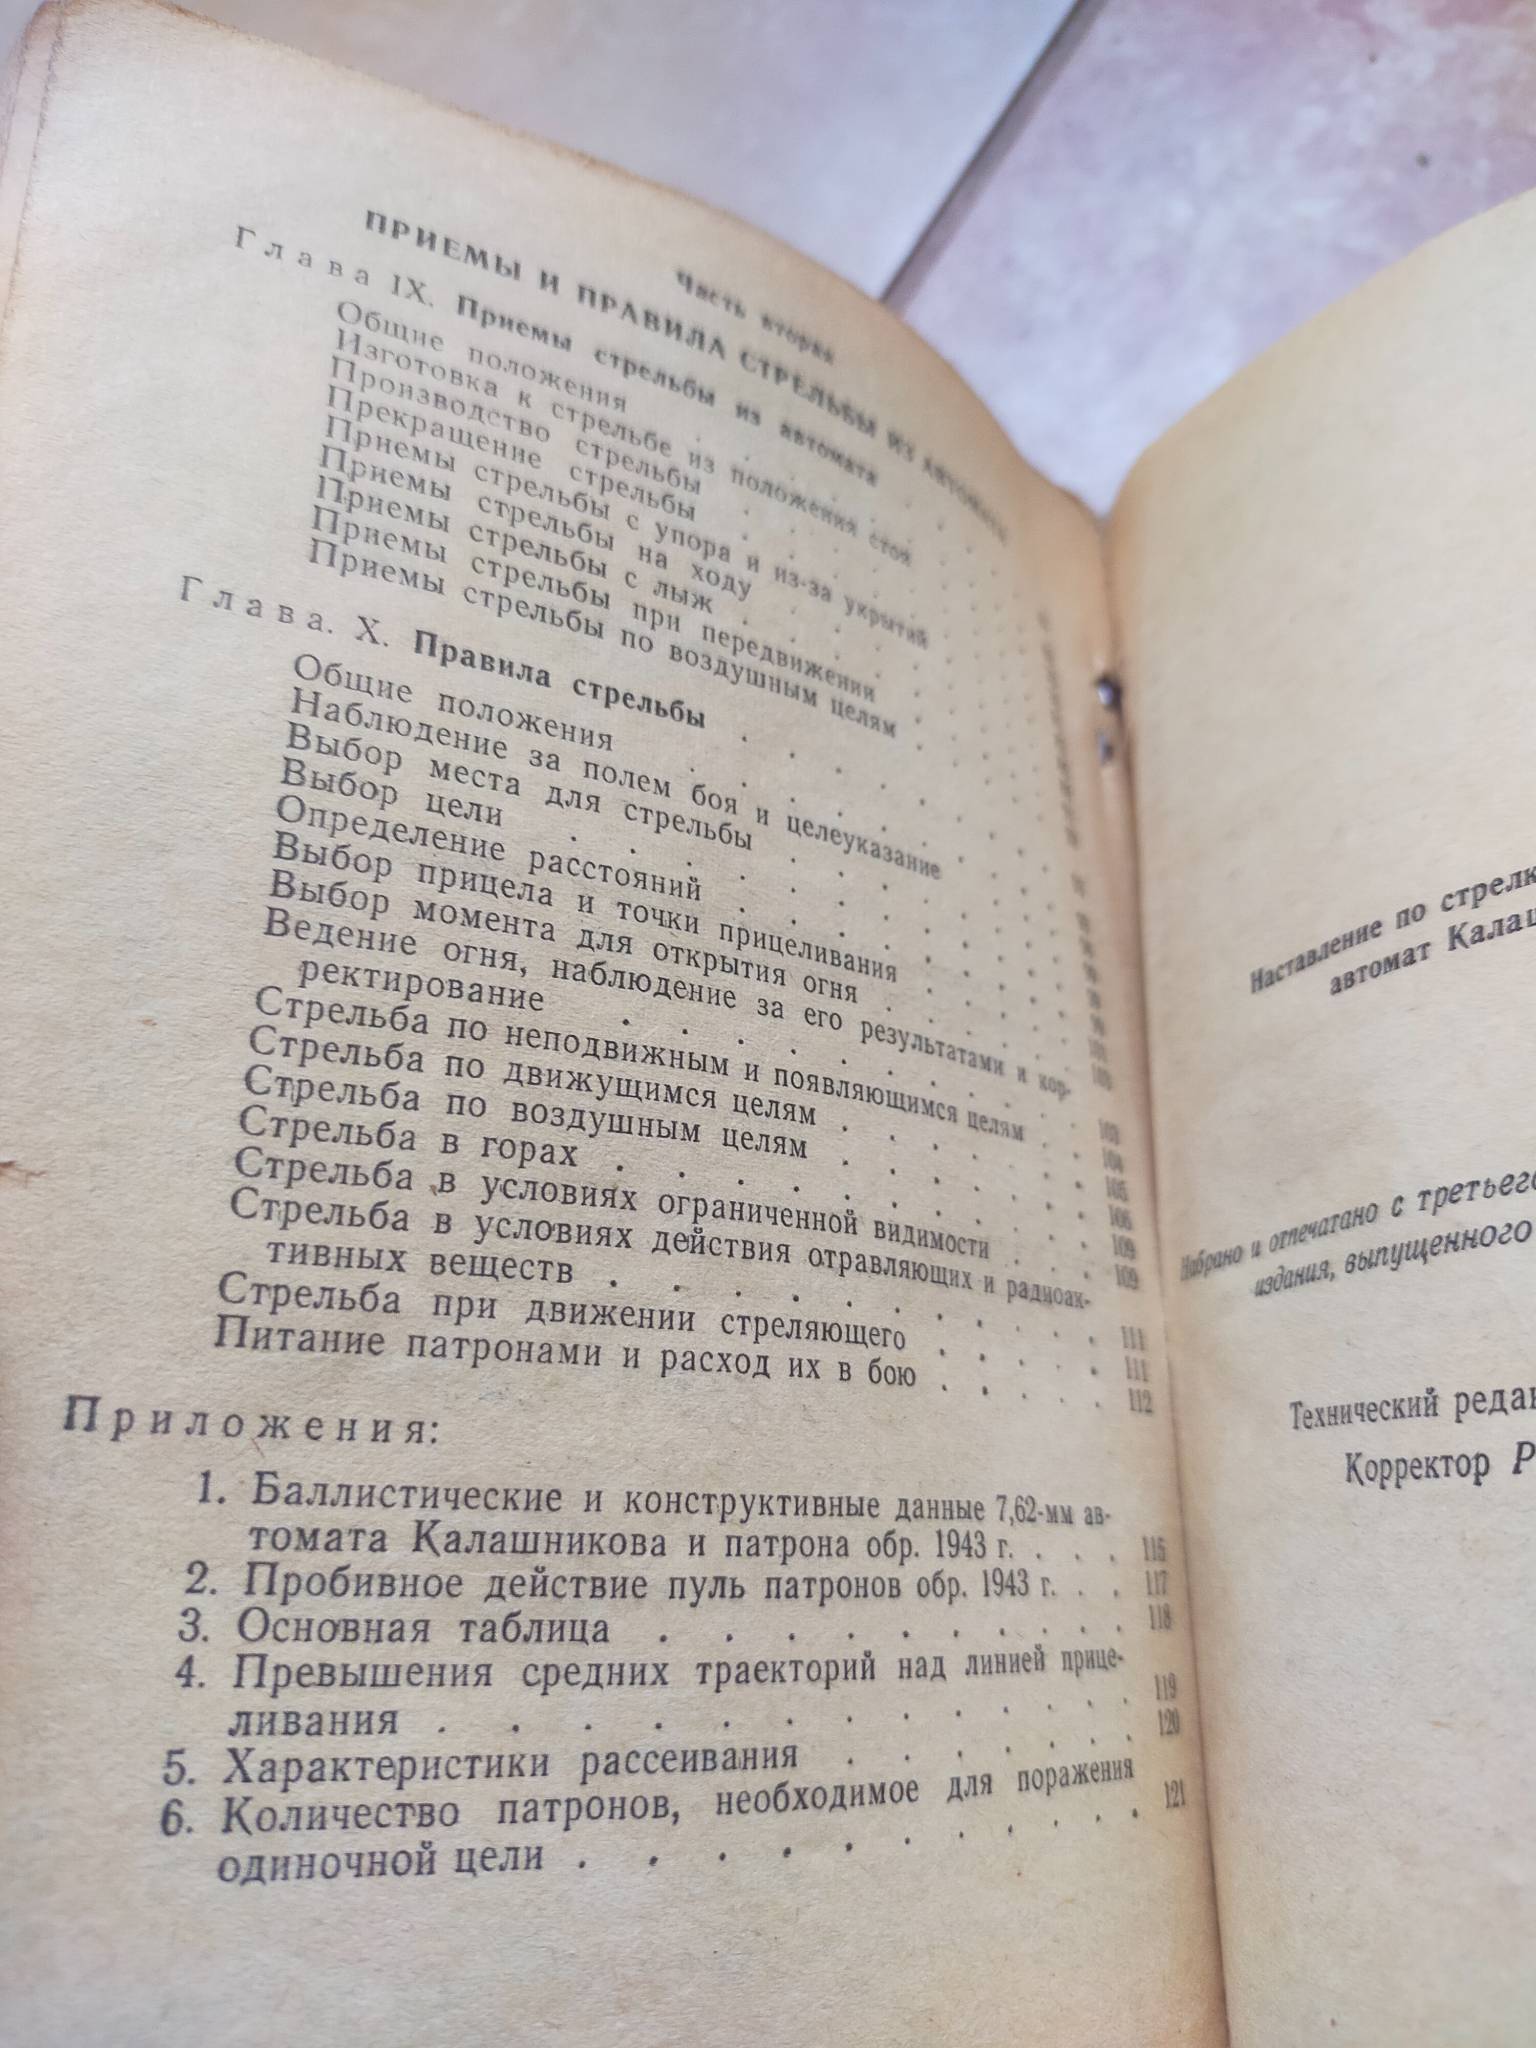 Часть вторая
ПРИЕМЫ И ПРАВИЛА СТРЕЛЬБЫ ИЗ АВТОМАТА
Глава IX. Приемы стрельбы из автомата
Общие положения
Изготовка к стрельбе из положения стоя
Производство стрельбы
Прекращение стрельбы
Приемы стрельбы с упора и из-за укрытий
Приемы стрельбы на ходу
Приемы стрельбы с лыж
Приемы стрельбы при передвижении
Приемы стрельбы по воздушным целям
Глава. X. Правила стрельбы
Общие положения
Наблюдение за полем боя и целеуказание
Выбор места для стрельбы
Выбор цели
Определение расстояний
Выбор прицела и точки прицеливания
Выбор момента для открытия огня
Ведение огня, наблюдение за его результатами и кор-
ректирование
Стрельба по неподвижным и появляющимся целям . . 103
Стрельба по движущимся целям . . . . . . 104
Стрельба по воздушным целям . . . . . . 105
Стрельба в горах . . . . . . . . . 106
Стрельба в условиях ограниченной видимости . . . 109
Стрельба в условиях действия отравляющих и радиоак-
тивных веществ . . . . . . . . . 111
Стрельба при движении стреляющего . . . . 111
Питание патронами и расход их в бою . . . . . 112
Приложения:
1. Баллистические и конструктивные данные 7,62-мм ав-
томата Калашникова и патрона обр. 1943 г. . . . 115
2. Пробивное действие пуль патронов обр. 1943 г. . . 117
3. Основная таблица . . . . . . . . . 118
4. Превышения средних траекторий над линией прице-
ливания . . . . . . . . . . . 119
5. Характеристики рассеивания . . . . . . 120
6. Количество патронов, необходимое для поражения
одиночной цели . . . . . . . . . 121
Наставление по стрелк
автомат Калаш
Набрано и отпечатано с третьего
издания, выпущенного
Технический редак
Корректор Р